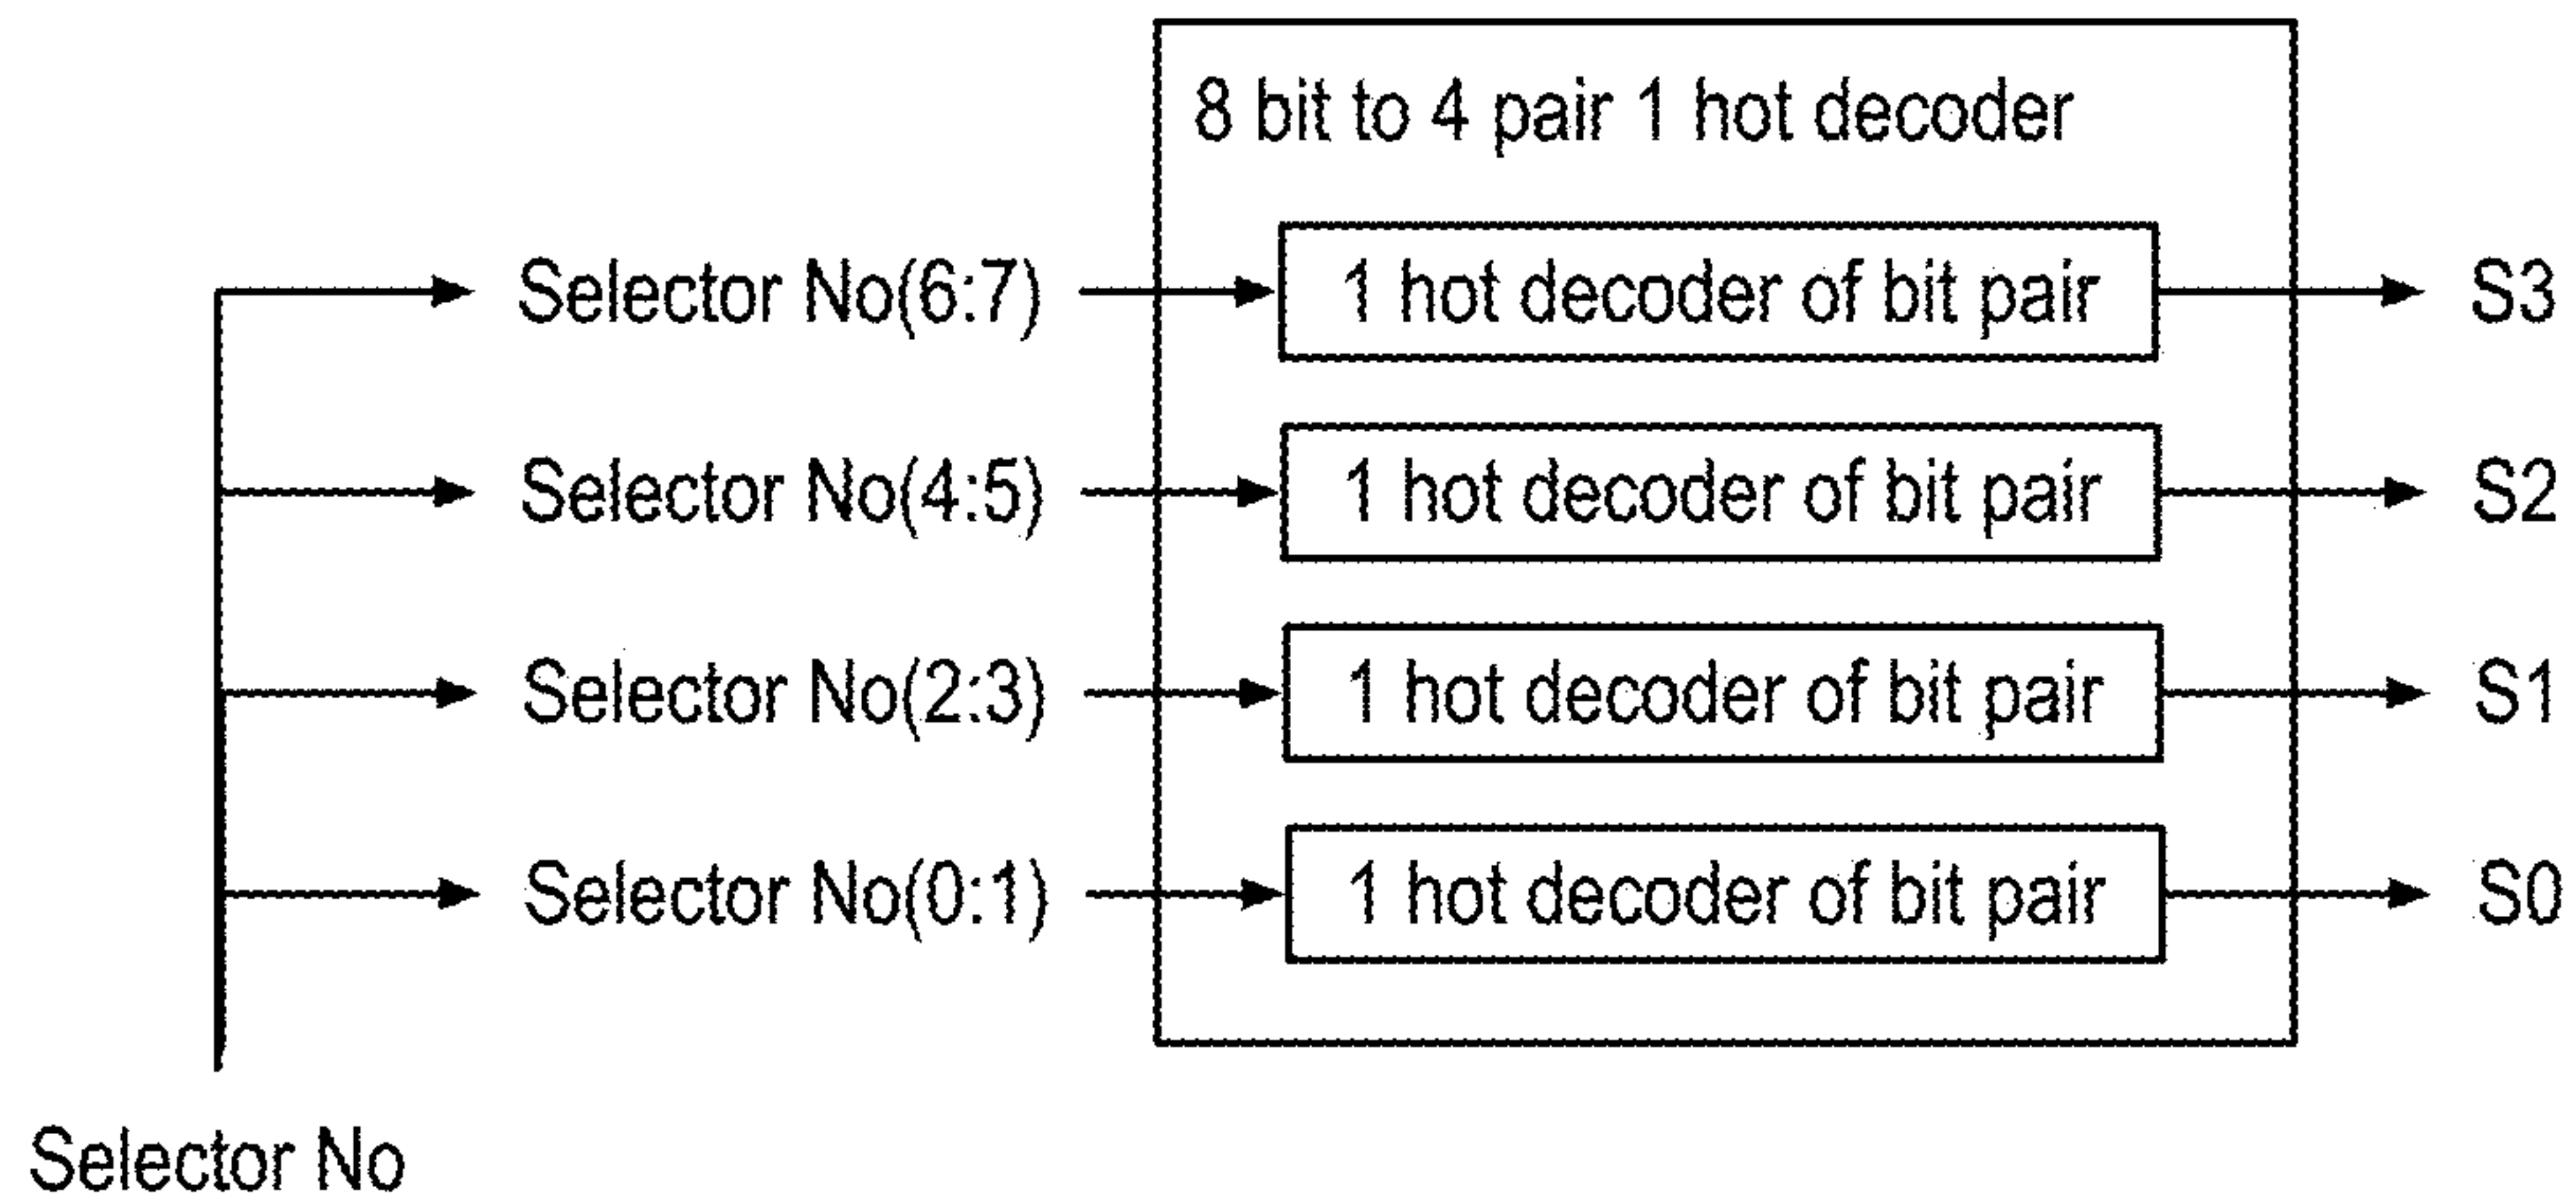 8 bit to 4 pair 1 hot decoder
Selector No(6:7) 1 hot decoder of bit pair S3
Selector No(4:5) 1 hot decoder of bit pair S2
Selector No(2:3) 1 hot decoder of bit pair S1
Selector No(0:1) 1 hot decoder of bit pair S0
Selector No